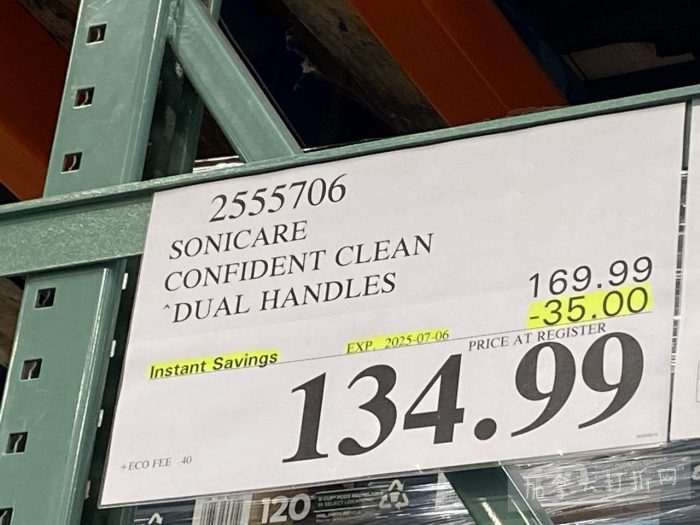 2555706
SONICARE
CONFIDENT CLEAN
^DUAL HANDLES
169.99
-35.00
Instant Savings
EXP. 2025-07-06
PRICE AT REGISTER
134.99
+ECO FEE .40
120